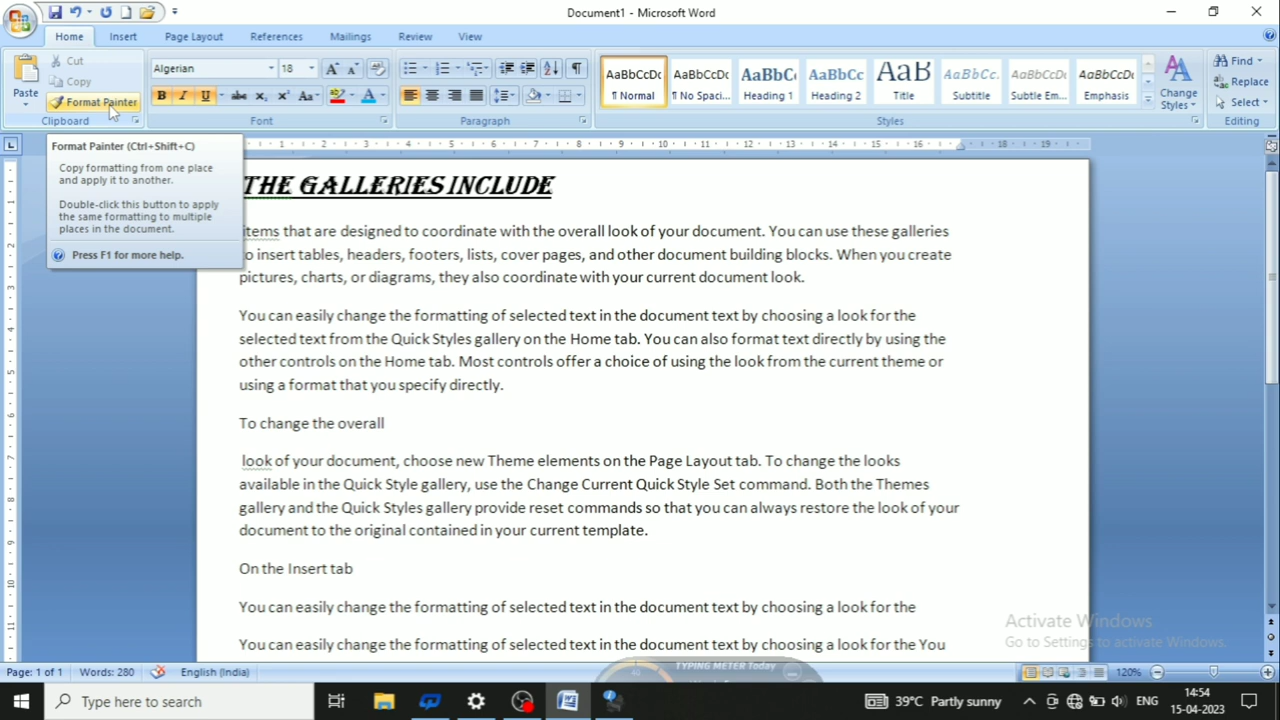 Document1 - Microsoft Word
Home Insert Page Layout References Mailings Review View
Paste Cut Copy Format Painter Clipboard
Algerian 18 Font
Paragraph
AaBbCcDc ¶ Normal
AaBbCcDc ¶ No Spaci...
AaBbC Heading 1
AaBbCc Heading 2
AaB Title
AaBbCc. Subtitle
AaBbCcDc Subtle Em...
AaBbCcDc Emphasis
Change Styles
Styles
Find
Replace
Select
Editing
Format Painter (Ctrl+Shift+C)
Copy formatting from one place
and apply it to another.
Double-click this button to apply
the same formatting to multiple
places in the document.
Press F1 for more help.
THE GALLERIES INCLUDE
items that are designed to coordinate with the overall look of your document. You can use these galleries
to insert tables, headers, footers, lists, cover pages, and other document building blocks. When you create
pictures, charts, or diagrams, they also coordinate with your current document look.
You can easily change the formatting of selected text in the document text by choosing a look for the
selected text from the Quick Styles gallery on the Home tab. You can also format text directly by using the
other controls on the Home tab. Most controls offer a choice of using the look from the current theme or
using a format that you specify directly.
To change the overall
look of your document, choose new Theme elements on the Page Layout tab. To change the looks
available in the Quick Style gallery, use the Change Current Quick Style Set command. Both the Themes
gallery and the Quick Styles gallery provide reset commands so that you can always restore the look of your
document to the original contained in your current template.
On the Insert tab
You can easily change the formatting of selected text in the document text by choosing a look for the
You can easily change the formatting of selected text in the document text by choosing a look for the You
Activate Windows
Go to Settings to activate Windows.
TYPING METER Today
Page: 1 of 1 Words: 280 English (India) 120%
Type here to search
39°C Partly sunny ENG 14:54
15-04-2023